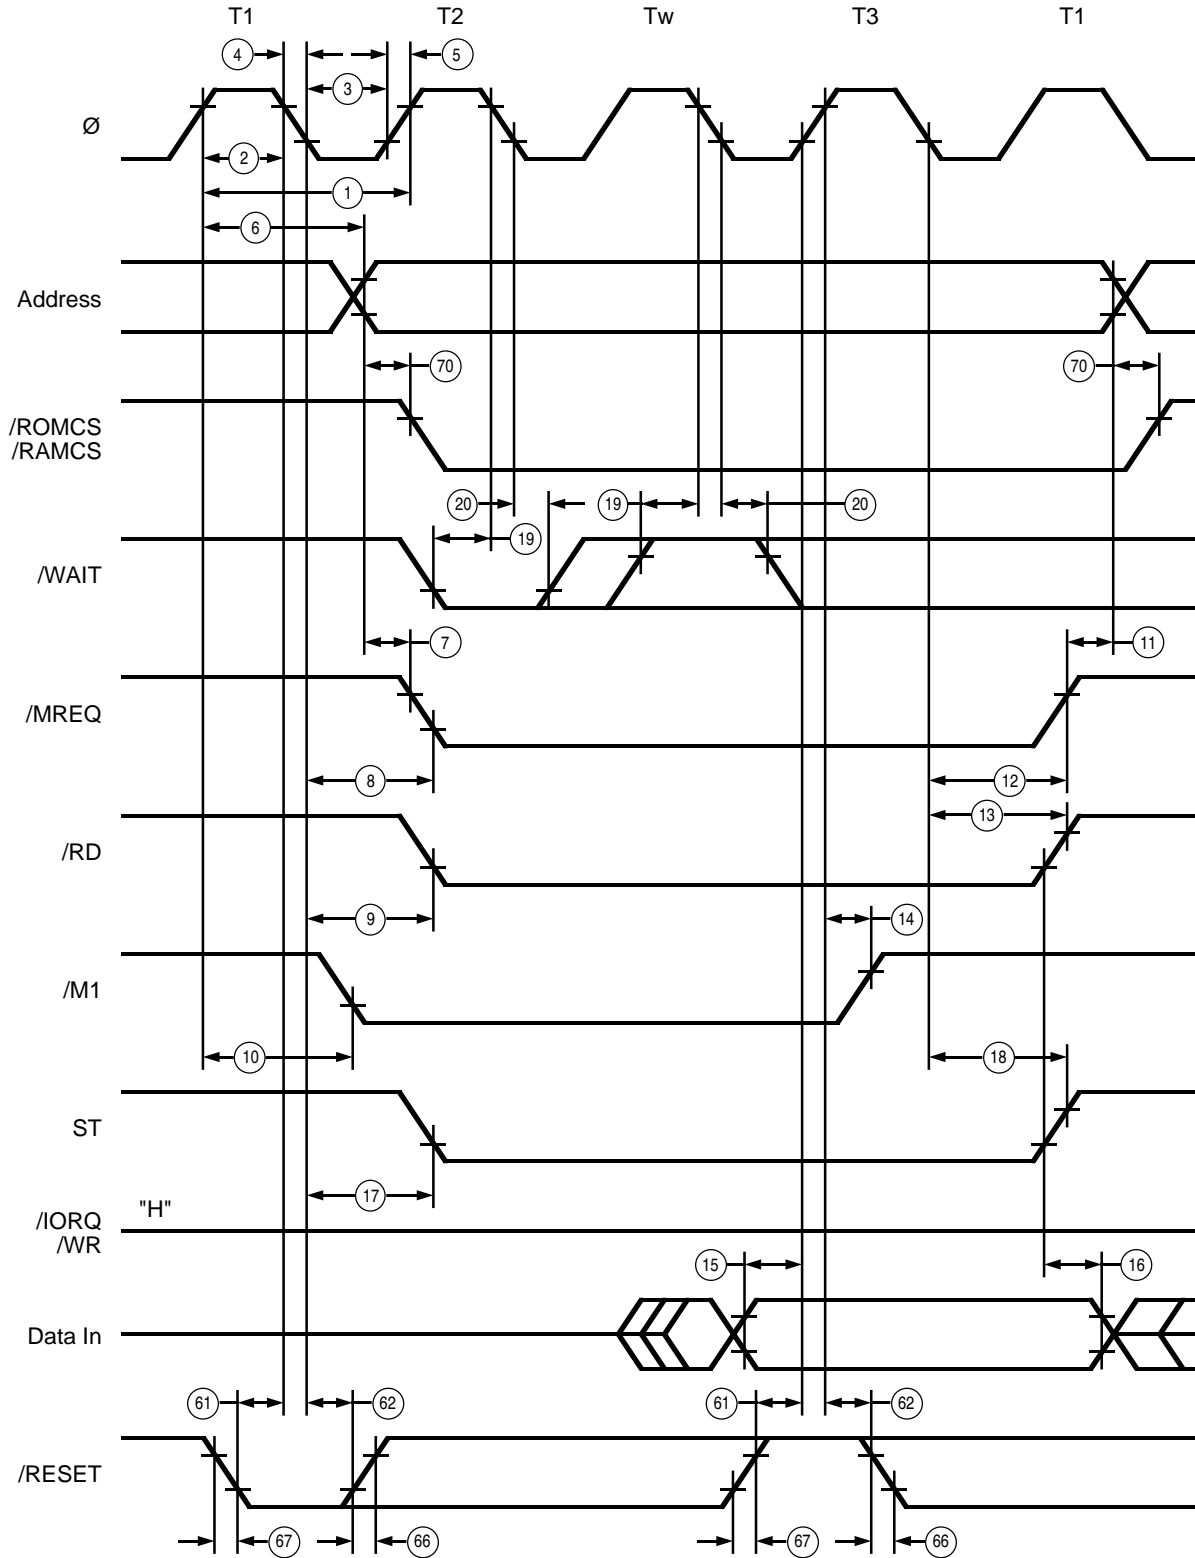 T1 T2 Tw T3 T1
4 5
3
Ø
2
1
6
Address
70 70
/ROMCS
/RAMCS
20 19 20
19
/WAIT
7 11
/MREQ
8 12
13
/RD
9 14
/M1
10 18
ST
17
"H"
/IORQ
/WR
15 16
Data In
61 62 61 62
/RESET
67 66 67 66